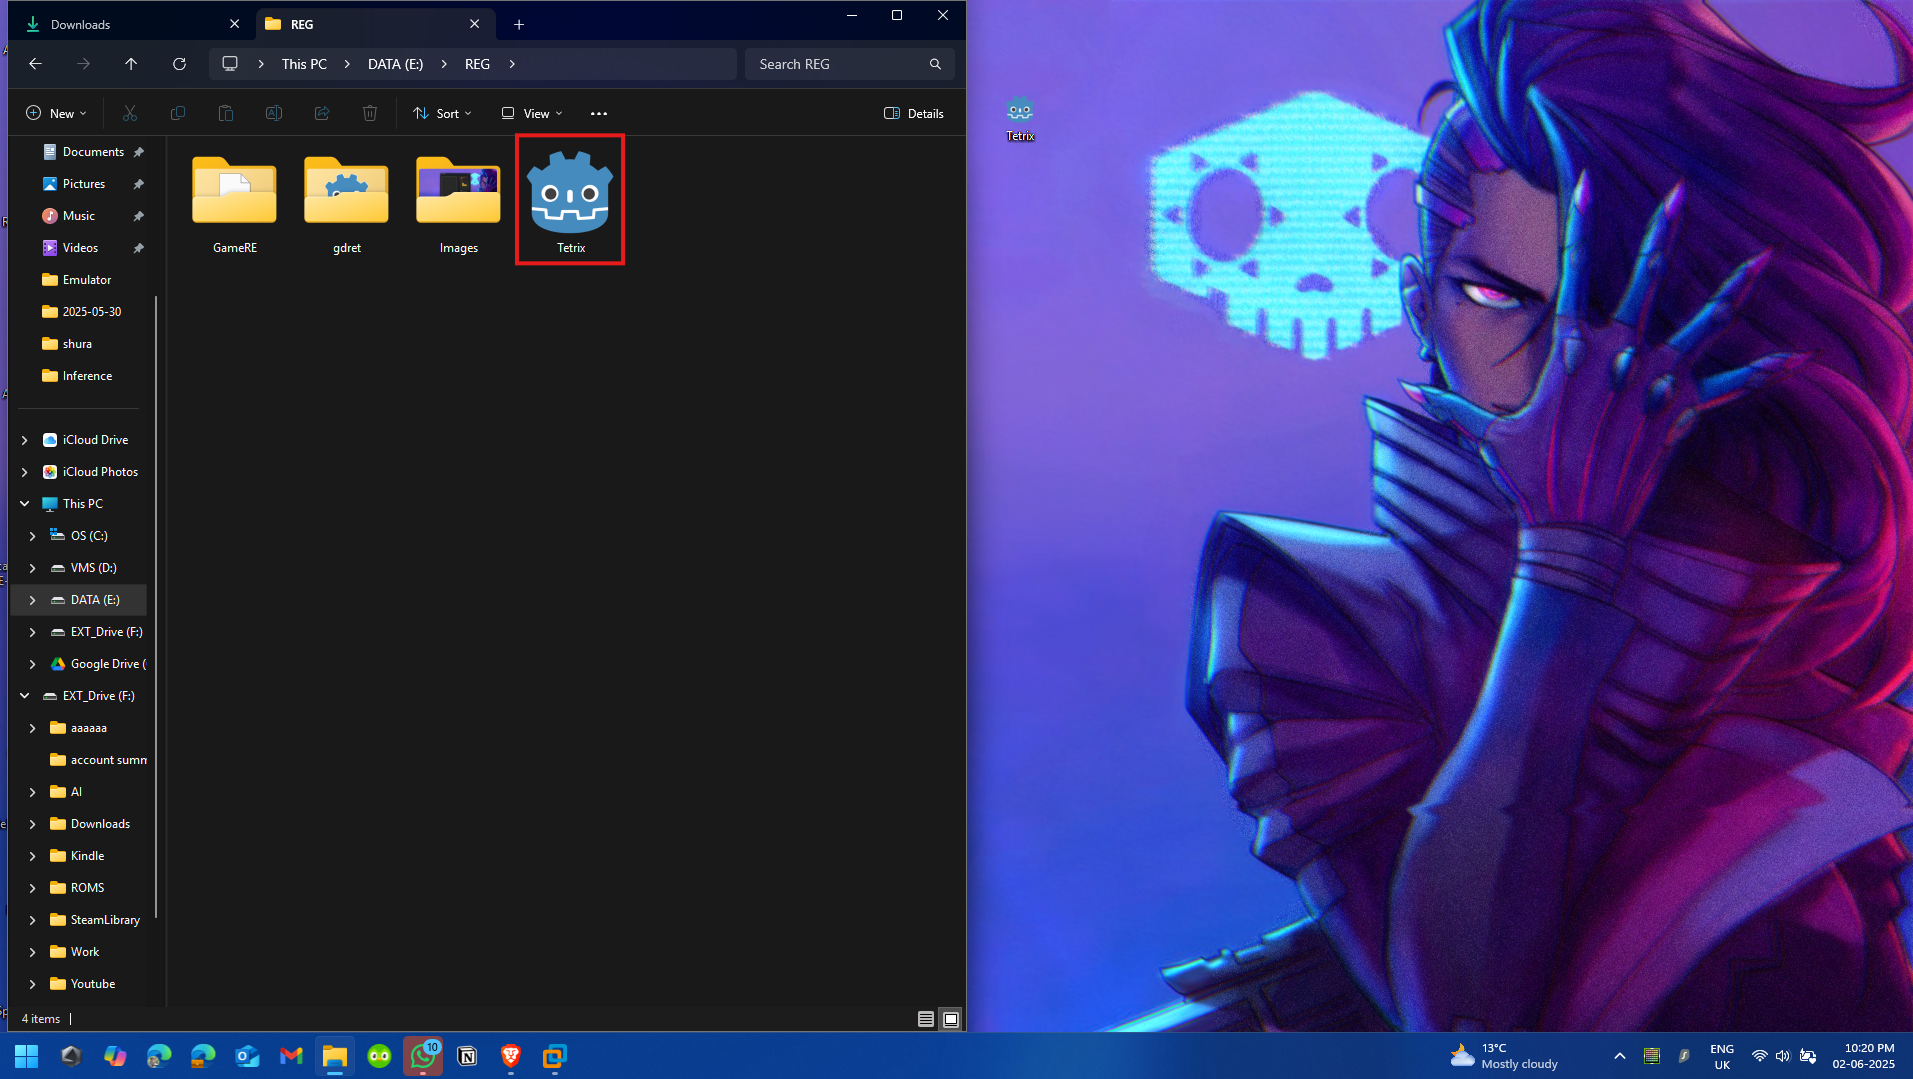 Downloads
REG
This PC
DATA (E:)
REG
Search REG
New
Sort
View
Details
Documents
Pictures
Music
Videos
Emulator
2025-05-30
shura
Inference
iCloud Drive
iCloud Photos
This PC
OS (C:)
VMS (D:)
DATA (E:)
EXT_Drive (F:)
Google Drive (
EXT_Drive (F:)
aaaaaa
account summ
AI
Downloads
Kindle
ROMS
SteamLibrary
Work
Youtube
GameRE
gdret
Images
Tetrix
4 items
Tetrix
10
13°C
Mostly cloudy
ENG
UK
10:20 PM
02-06-2025